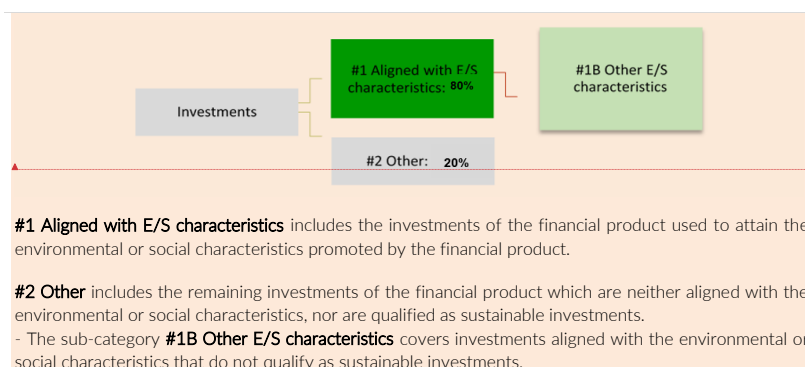 #1 Aligned with E/S
characteristics: 80%
#1B Other E/S
characteristics
Investments
#2 Other: 20%
#1 Aligned with E/S characteristics includes the investments of the financial product used to attain the
environmental or social characteristics promoted by the financial product.
#2 Other includes the remaining investments of the financial product which are neither aligned with the
environmental or social characteristics, nor are qualified as sustainable investments.
- The sub-category #1B Other E/S characteristics covers investments aligned with the environmental or
social characteristics that do not qualify as sustainable investments.